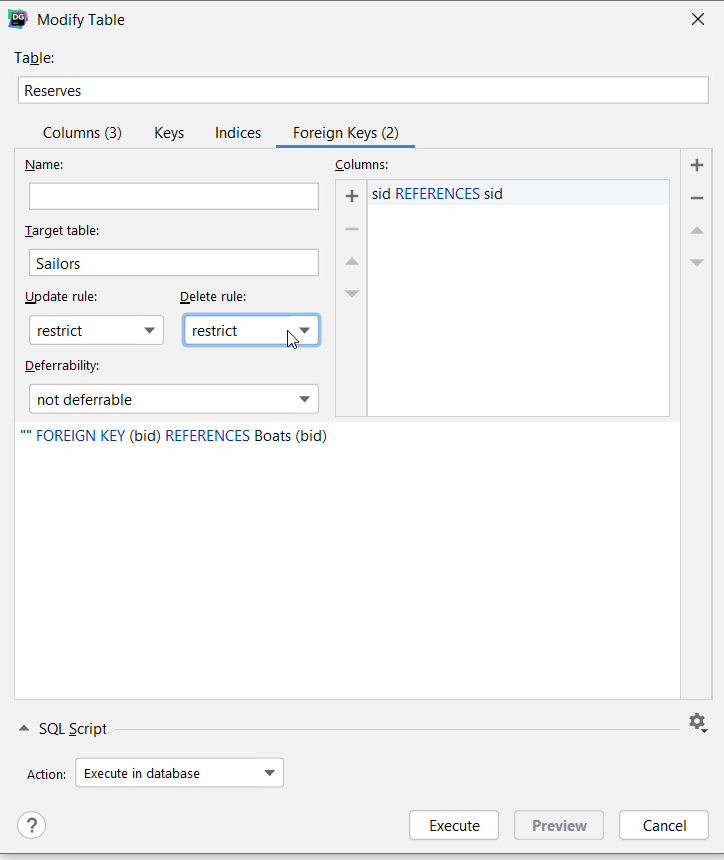 DG
Modify Table
Table:
Reserves
Columns (3) Keys Indices Foreign Keys (2)
Name:
Columns:
sid REFERENCES sid
Target table:
Sailors
Update rule: Delete rule:
restrict restrict
Deferrability:
not deferrable
"" FOREIGN KEY (bid) REFERENCES Boats (bid)
SQL Script
Action: Execute in database
? Execute Preview Cancel